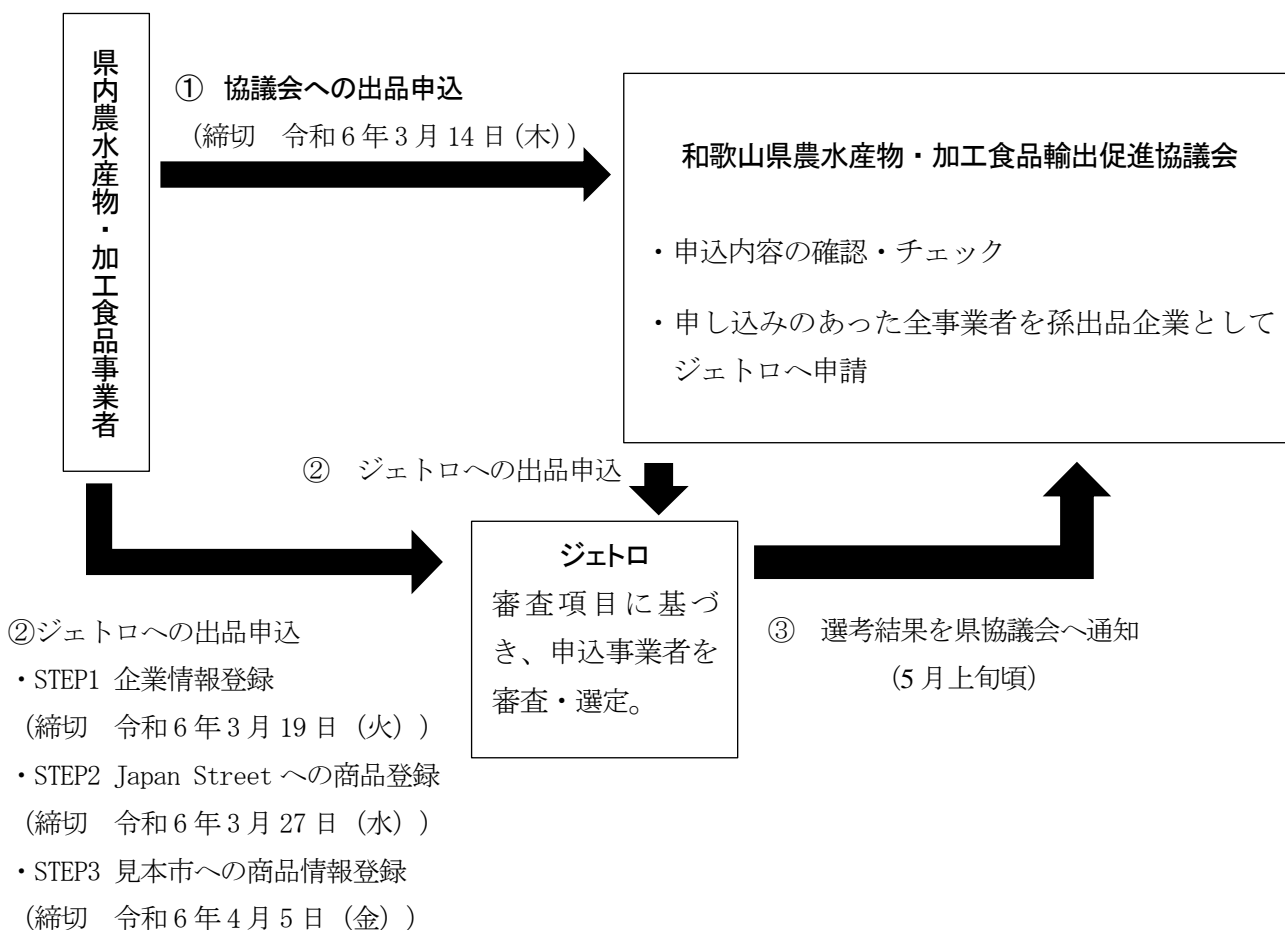 県内農水産物・加工食品事業者
① 協議会への出品申込
（締切　令和６年３月14日（木））
和歌山県農水産物・加工食品輸出促進協議会
・申込内容の確認・チェック
・申し込みのあった全事業者を孫出品企業として
ジェトロへ申請
②　ジェトロへの出品申込
ジェトロ
審査項目に基づ
き、申込事業者を
審査・選定。
②ジェトロへの出品申込
・STEP1 企業情報登録
（締切　令和６年３月19日（火））
・STEP2 Japan Street への商品登録
（締切　令和６年３月27日（水））
・STEP3 見本市への商品情報登録
（締切　令和６年４月５日（金））
③　選考結果を県協議会へ通知
（5月上旬頃）